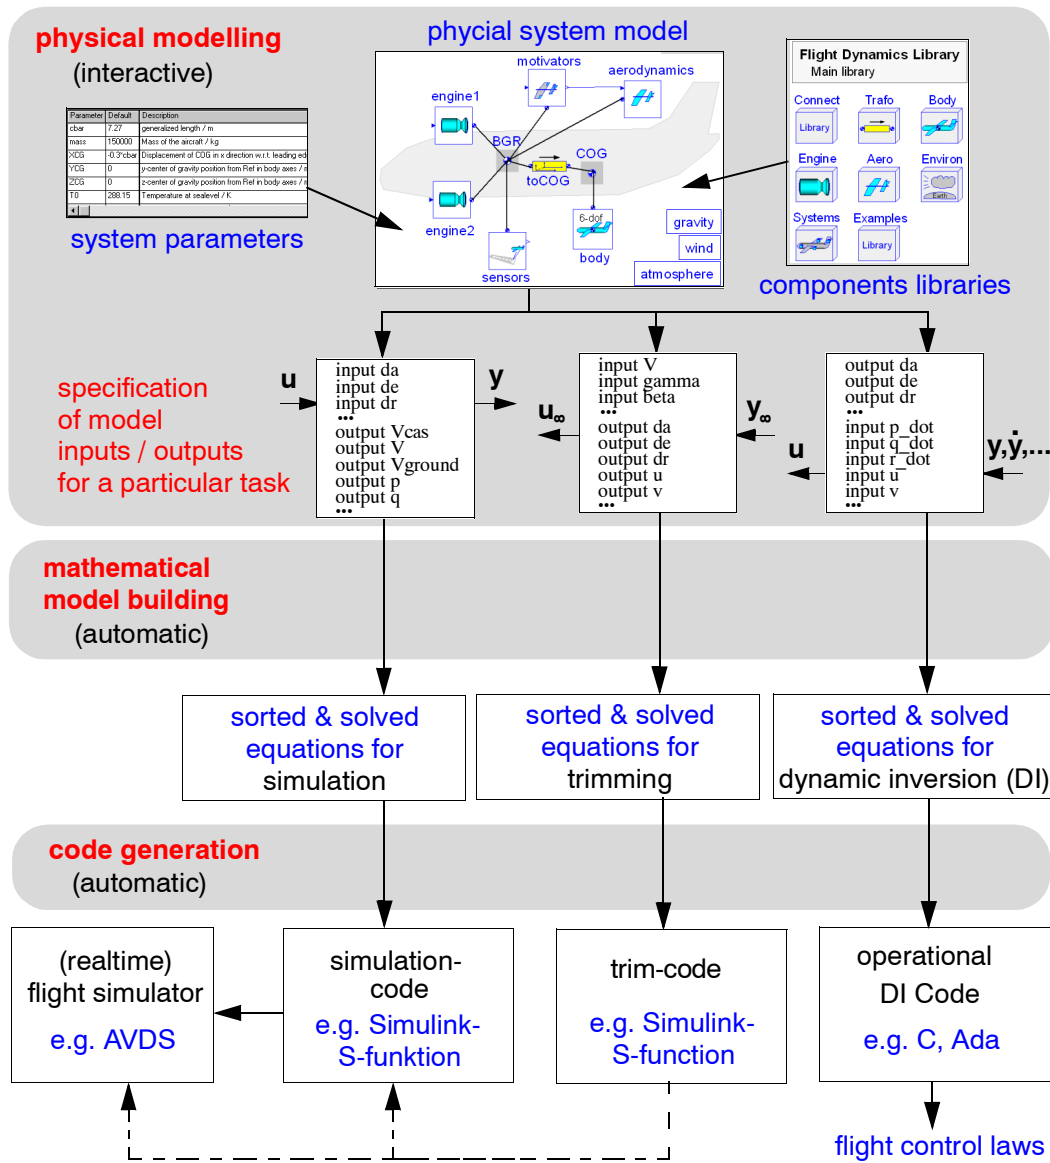 physical modelling
(interactive)
phycial system model
Parameter Default Description
cbar 7.27 generalized length / m
mass 150000 Mass of the aircraft / kg
XCG -0.3*cbar Displacement of COG in x direction w.r.t. leading ed
YCG 0 y-center of gravity position from Ref in body axes / r
ZCG 0 z-center of gravity position from Ref in body axes / r
T0 288.15 Temperature at sealevel / K
system parameters
motivators
aerodynamics
engine1
BGR
COG
toCOG
engine2
6-dof
sensors
body
gravity
wind
atmosphere
Flight Dynamics Library
Main library
Connect Trafo Body
Library
Engine Aero Environ
Earth
Systems Examples
Library
components libraries
specification
of model
inputs / outputs
for a particular task
u
input da
input de
input dr
•••
output Vcas
output V
output Vground
output p
output q
•••
y
u∞
input V
input gamma
input beta
•••
output da
output de
output dr
output u
output v
•••
y∞
u
output da
output de
output dr
•••
input p_dot
input q_dot
input r_dot
input u
input v
•••
y,ẏ,...
mathematical
model building
(automatic)
sorted & solved
equations for
simulation
sorted & solved
equations for
trimming
sorted & solved
equations for
dynamic inversion (DI)
code generation
(automatic)
(realtime)
flight simulator
e.g. AVDS
simulation-
code
e.g. Simulink-
S-funktion
trim-code
e.g. Simulink-
S-function
operational
DI Code
e.g. C, Ada
flight control laws